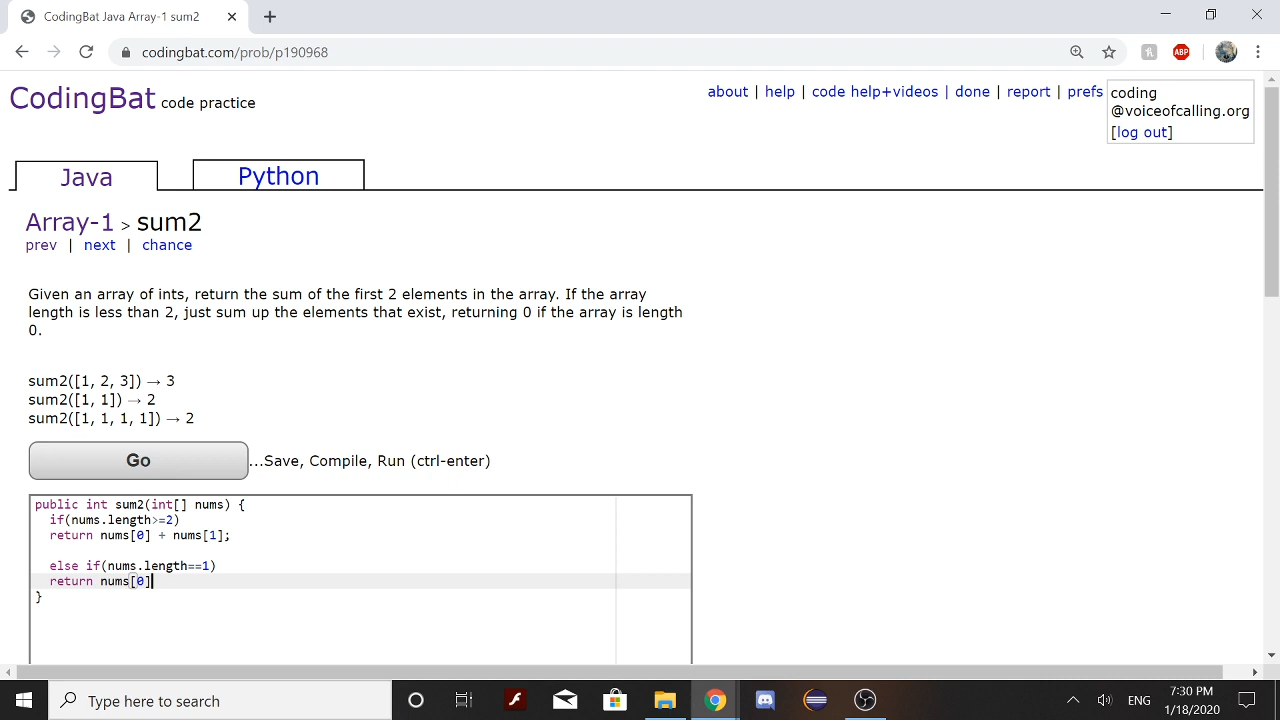 CodingBat Java Array-1 sum2
codingbat.com/prob/p190968
ABP
CodingBat code practice
about | help | code help+videos | done | report | prefs
coding
@voiceofcalling.org
[log out]
Java
Python
Array-1 > sum2
prev | next | chance
Given an array of ints, return the sum of the first 2 elements in the array. If the array
length is less than 2, just sum up the elements that exist, returning 0 if the array is length
0.
sum2([1, 2, 3]) → 3
sum2([1, 1]) → 2
sum2([1, 1, 1, 1]) → 2
Go
...Save, Compile, Run (ctrl-enter)
public int sum2(int[] nums) {
if(nums.length>=2)
return nums[0] + nums[1];
else if(nums.length==1)
return nums[0]
}
Type here to search
ENG
7:30 PM
1/18/2020